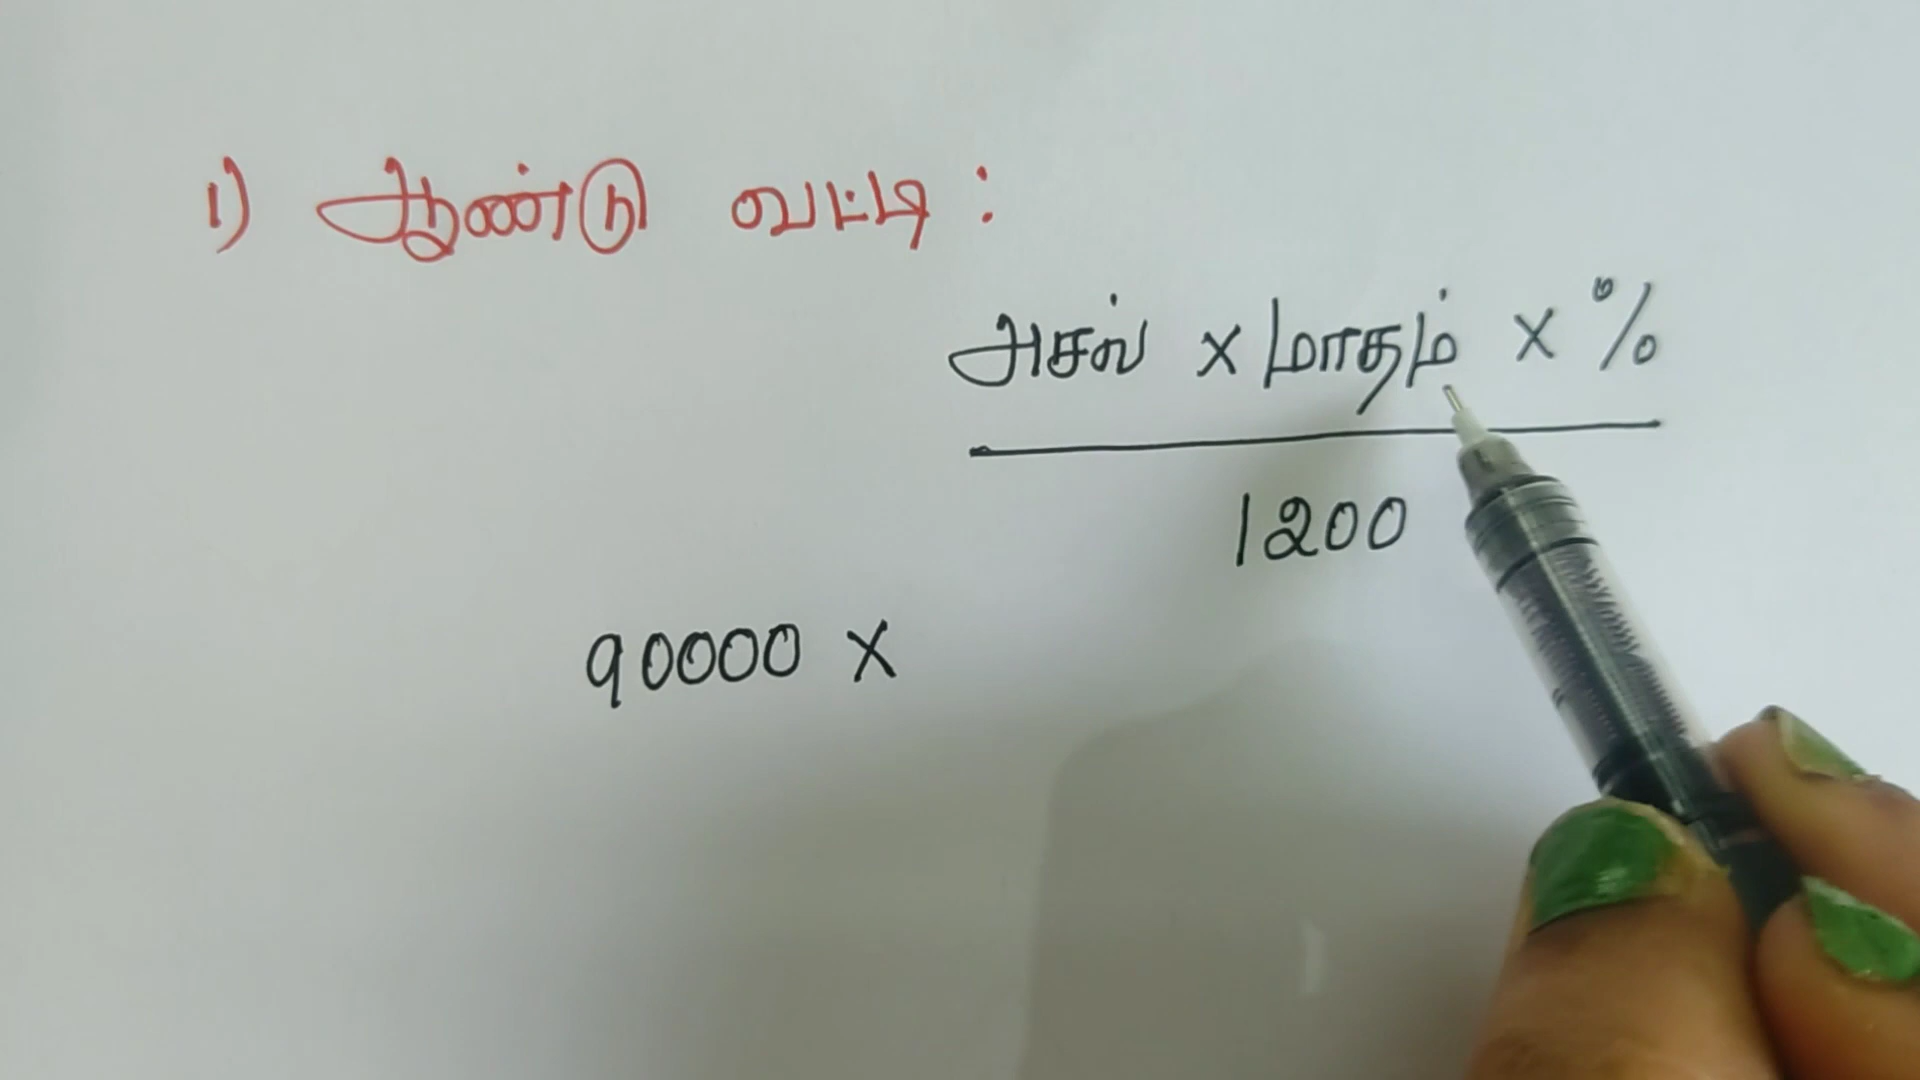 1) ஆண்டு வட்டி :
அசல் x மாதம் x %
1200
90000 x